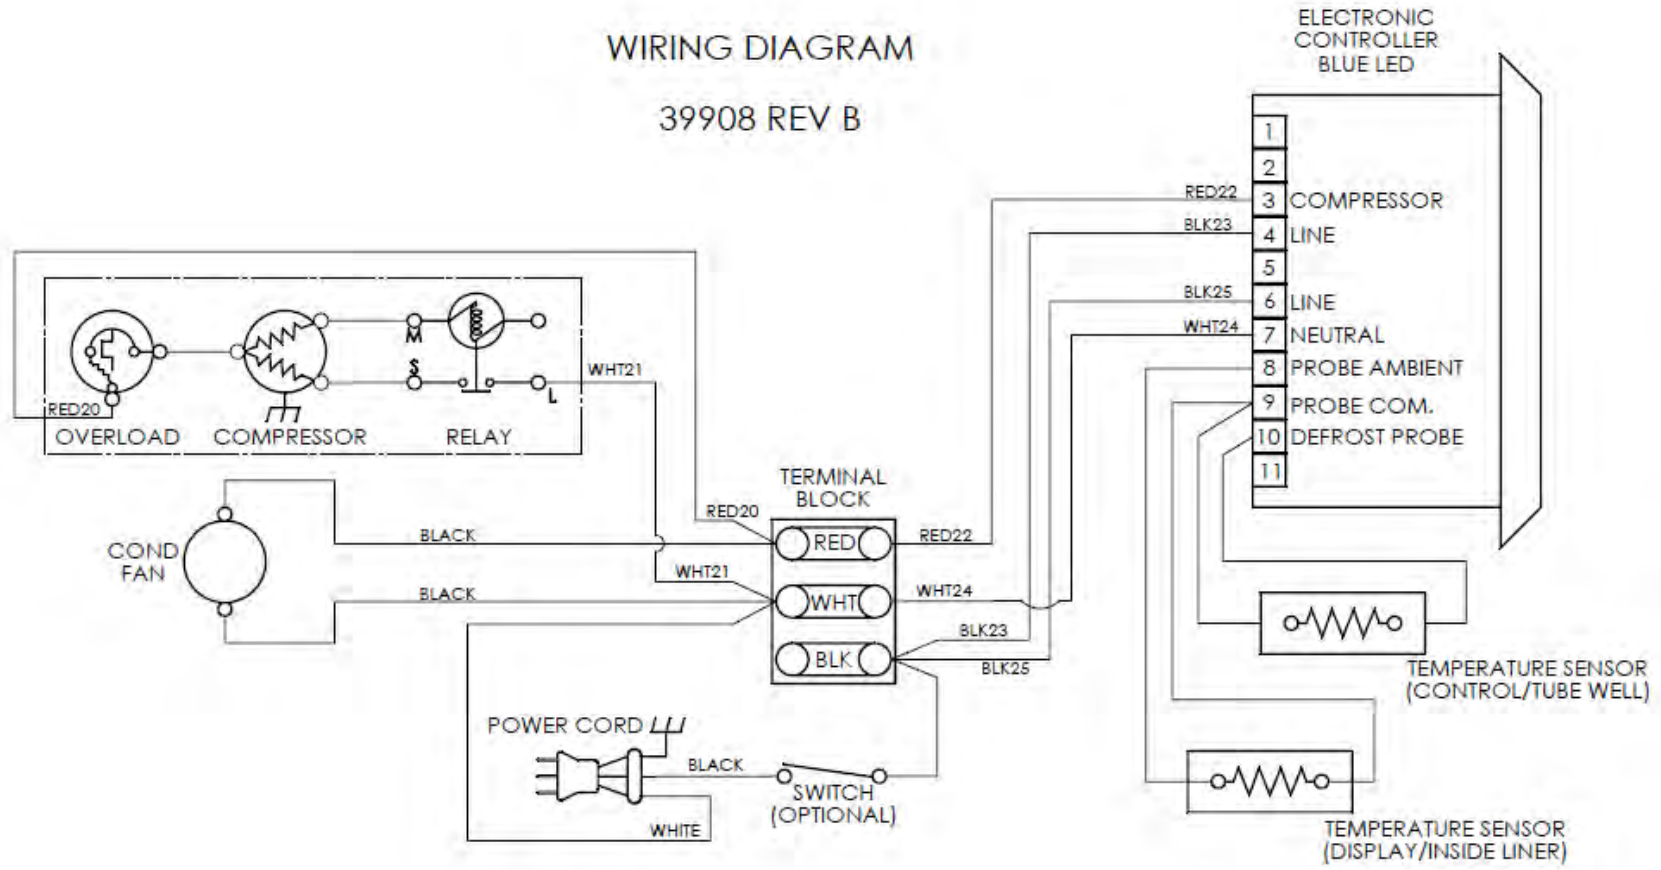 WIRING DIAGRAM
39908 REV B
ELECTRONIC
CONTROLLER
BLUE LED
1
2
RED22
3
COMPRESSOR
BLK23
4
LINE
5
BLK25
6
LINE
WHT24
7
NEUTRAL
8
PROBE AMBIENT
9
PROBE COM.
10
DEFROST PROBE
11
M
S
L
WHT21
RED20
OVERLOAD
COMPRESSOR
RELAY
TERMINAL
BLOCK
RED20
BLACK
RED
RED22
COND
FAN
WHT21
BLACK
WHT
WHT24
BLK23
BLK
BLK25
POWER CORD
BLACK
SWITCH
(OPTIONAL)
WHITE
TEMPERATURE SENSOR
(CONTROL/TUBE WELL)
TEMPERATURE SENSOR
(DISPLAY/INSIDE LINER)